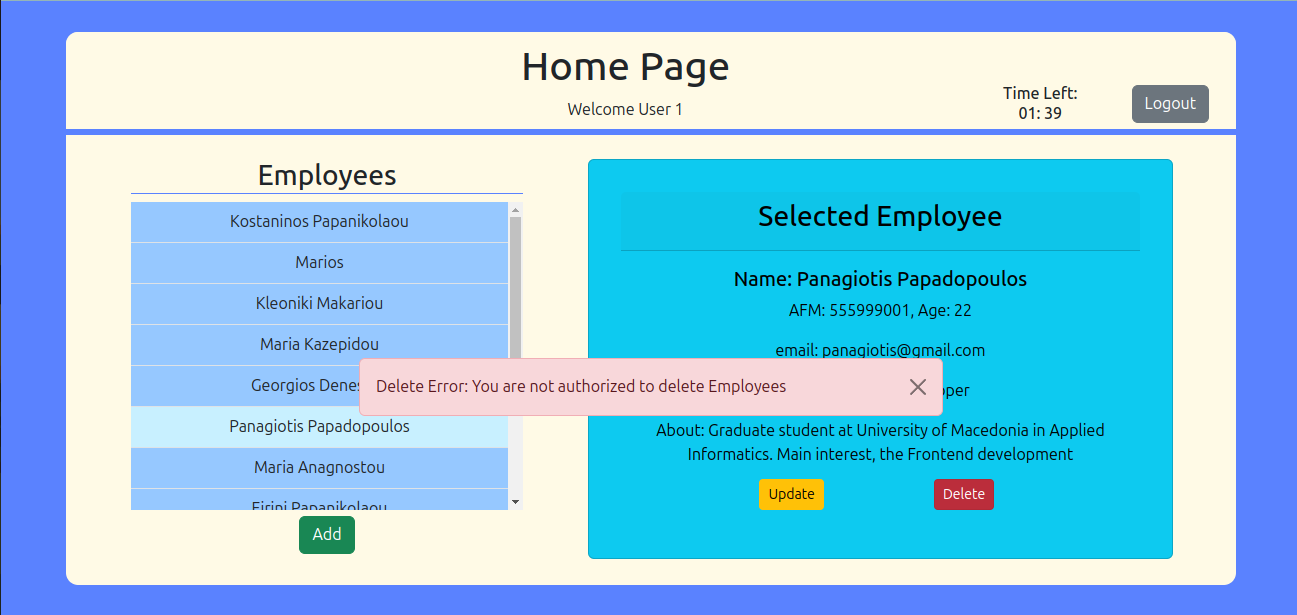 Home Page
Welcome User 1
Time Left:
01: 39
Logout
Employees
Kostaninos Papanikolaou
Marios
Kleoniki Makariou
Maria Kazepidou
Georgios Denes
Panagiotis Papadopoulos
Maria Anagnostou
Eirini Papanikolaou
Add
Selected Employee
Name: Panagiotis Papadopoulos
AFM: 555999001, Age: 22
email: panagiotis@gmail.com
Delete Error: You are not authorized to delete Employees
oper
About: Graduate student at University of Macedonia in Applied
Informatics. Main interest, the Frontend development
Update
Delete